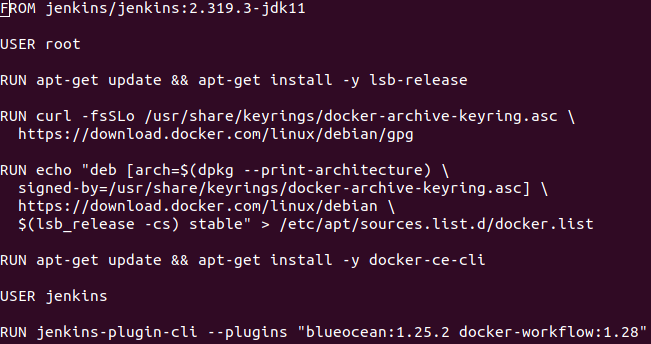 FROM jenkins/jenkins:2.319.3-jdk11
USER root
RUN apt-get update && apt-get install -y lsb-release
RUN curl -fsSLo /usr/share/keyrings/docker-archive-keyring.asc \
  https://download.docker.com/linux/debian/gpg
RUN echo "deb [arch=$(dpkg --print-architecture) \
  signed-by=/usr/share/keyrings/docker-archive-keyring.asc] \
  https://download.docker.com/linux/debian \
  $(lsb_release -cs) stable" > /etc/apt/sources.list.d/docker.list
RUN apt-get update && apt-get install -y docker-ce-cli
USER jenkins
RUN jenkins-plugin-cli --plugins "blueocean:1.25.2 docker-workflow:1.28"